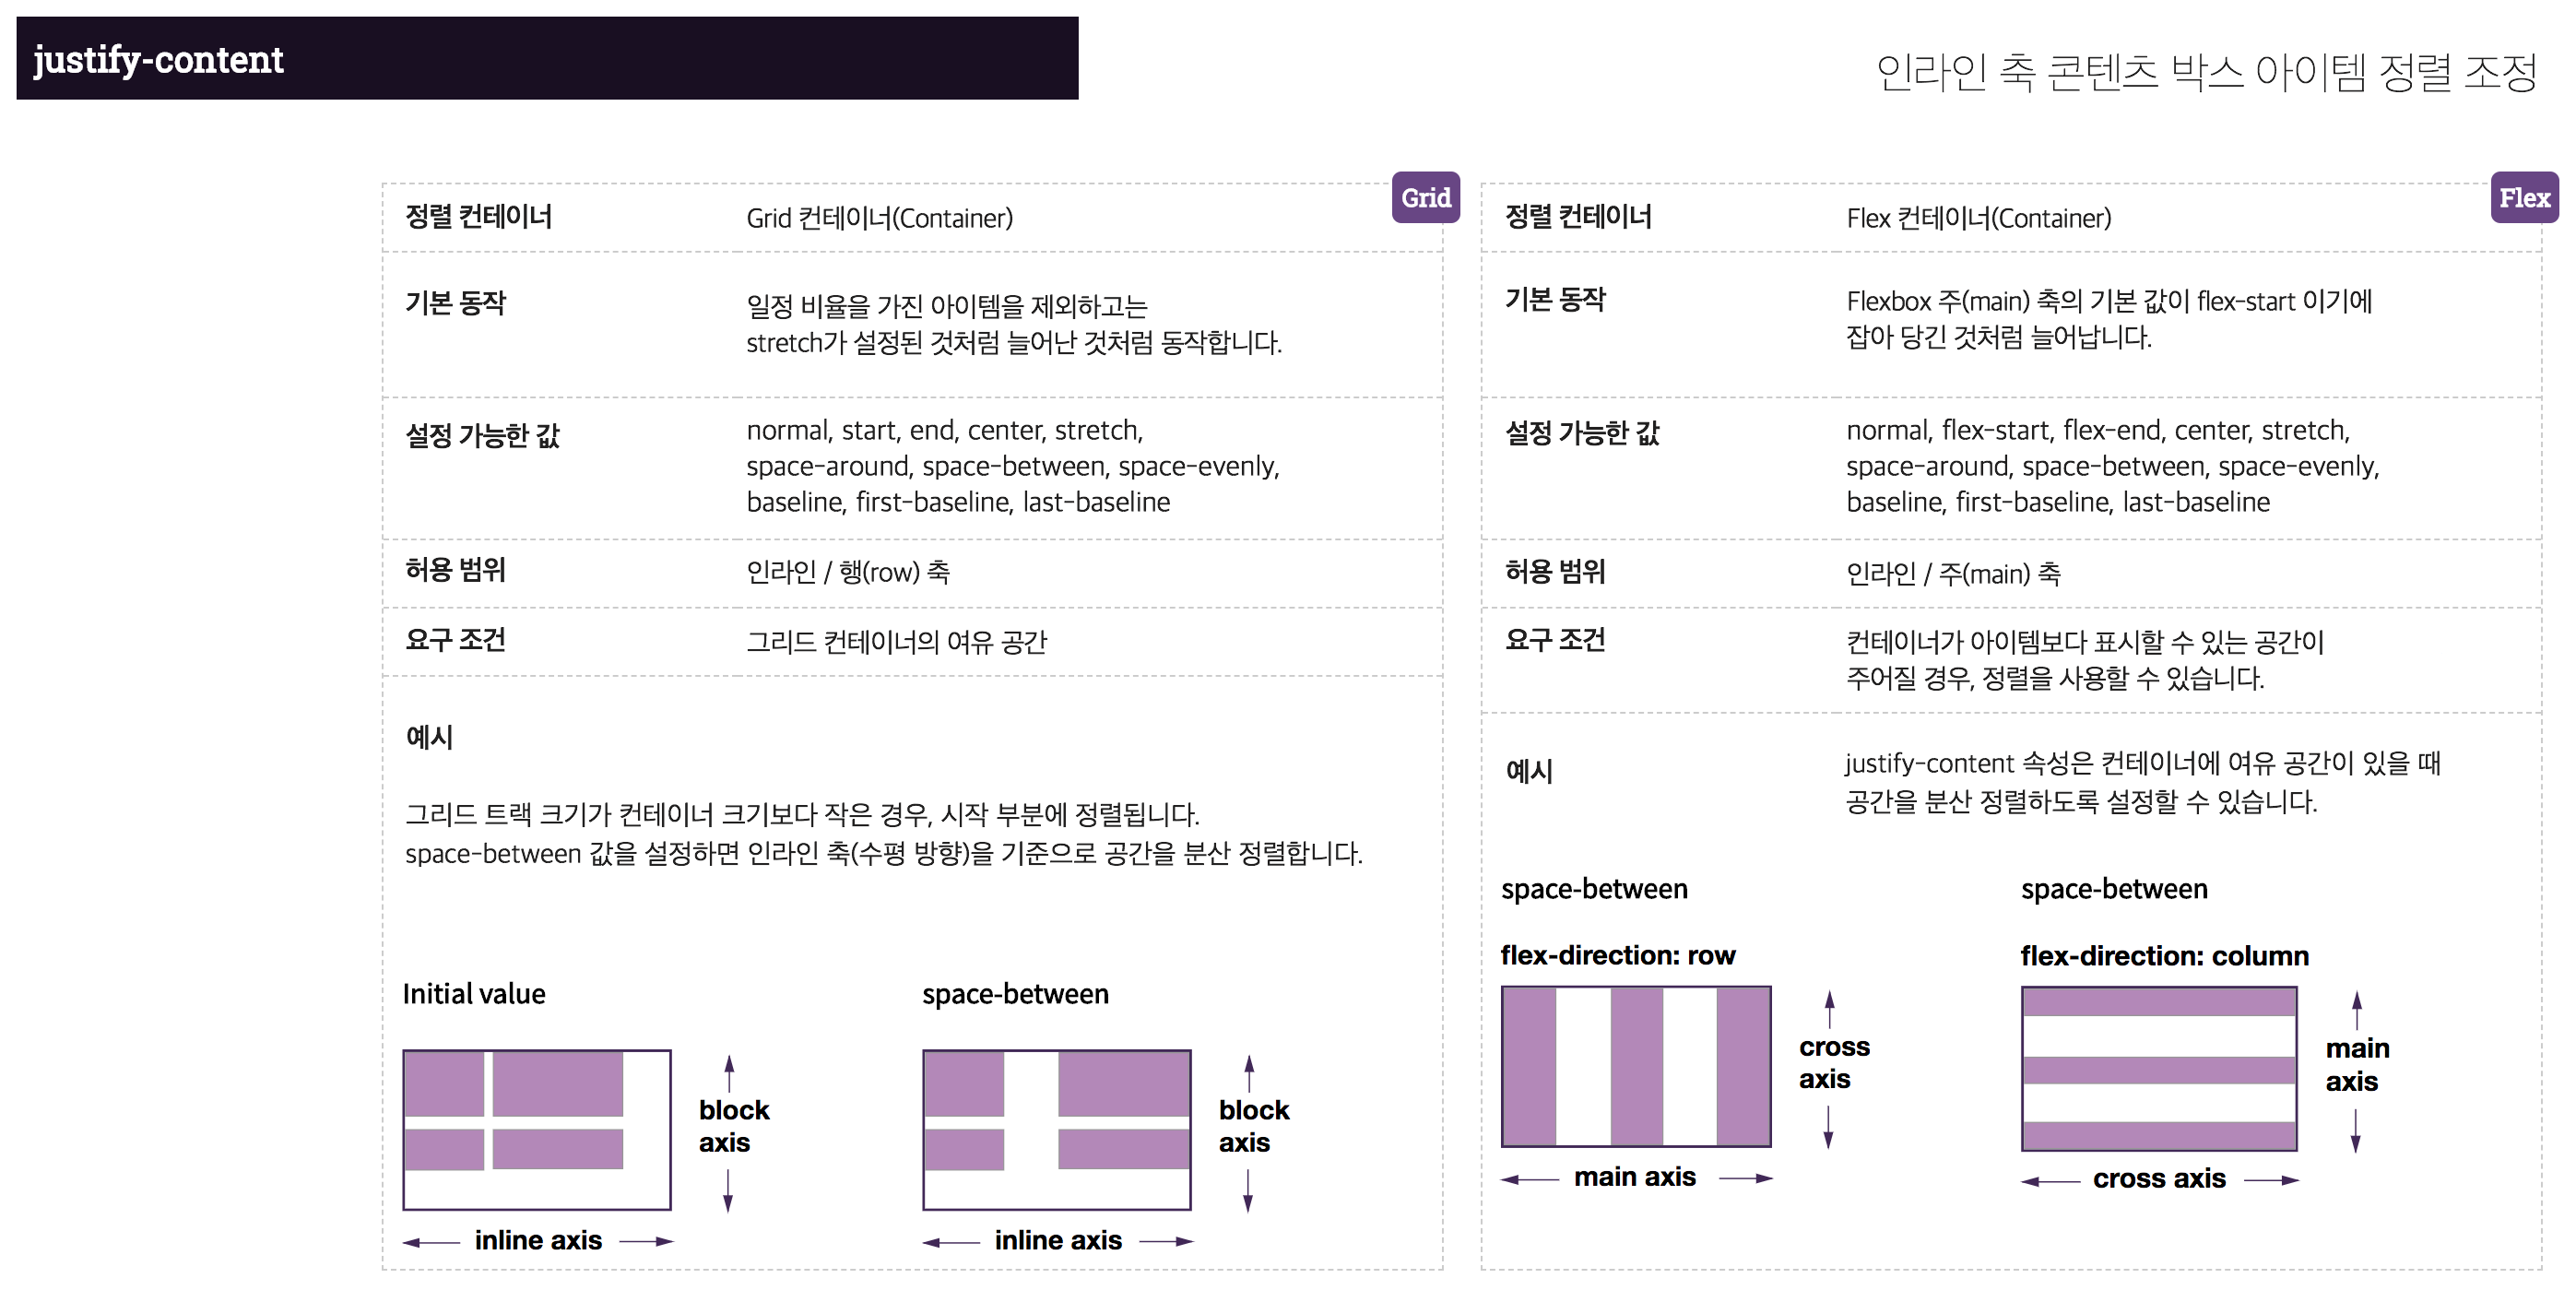 justify-content
인라인 축 콘텐츠 박스 아이템 정렬 조정
Grid
정렬 컨테이너
Grid 컨테이너(Container)
기본 동작
일정 비율을 가진 아이템을 제외하고는
stretch가 설정된 것처럼 늘어난 것처럼 동작합니다.
설정 가능한 값
normal, start, end, center, stretch,
space-around, space-between, space-evenly,
baseline, first-baseline, last-baseline
허용 범위
인라인 / 행(row) 축
요구 조건
그리드 컨테이너의 여유 공간
예시
그리드 트랙 크기가 컨테이너 크기보다 작은 경우, 시작 부분에 정렬됩니다.
space-between 값을 설정하면 인라인 축(수평 방향)을 기준으로 공간을 분산 정렬합니다.
Initial value
block
axis
inline axis
space-between
block
axis
inline axis
Flex
정렬 컨테이너
Flex 컨테이너(Container)
기본 동작
Flexbox 주(main) 축의 기본 값이 flex-start 이기에
잡아 당긴 것처럼 늘어납니다.
설정 가능한 값
normal, flex-start, flex-end, center, stretch,
space-around, space-between, space-evenly,
baseline, first-baseline, last-baseline
허용 범위
인라인 / 주(main) 축
요구 조건
컨테이너가 아이템보다 표시할 수 있는 공간이
주어질 경우, 정렬을 사용할 수 있습니다.
예시
justify-content 속성은 컨테이너에 여유 공간이 있을 때
공간을 분산 정렬하도록 설정할 수 있습니다.
space-between
flex-direction: row
cross
axis
main axis
space-between
flex-direction: column
main
axis
cross axis